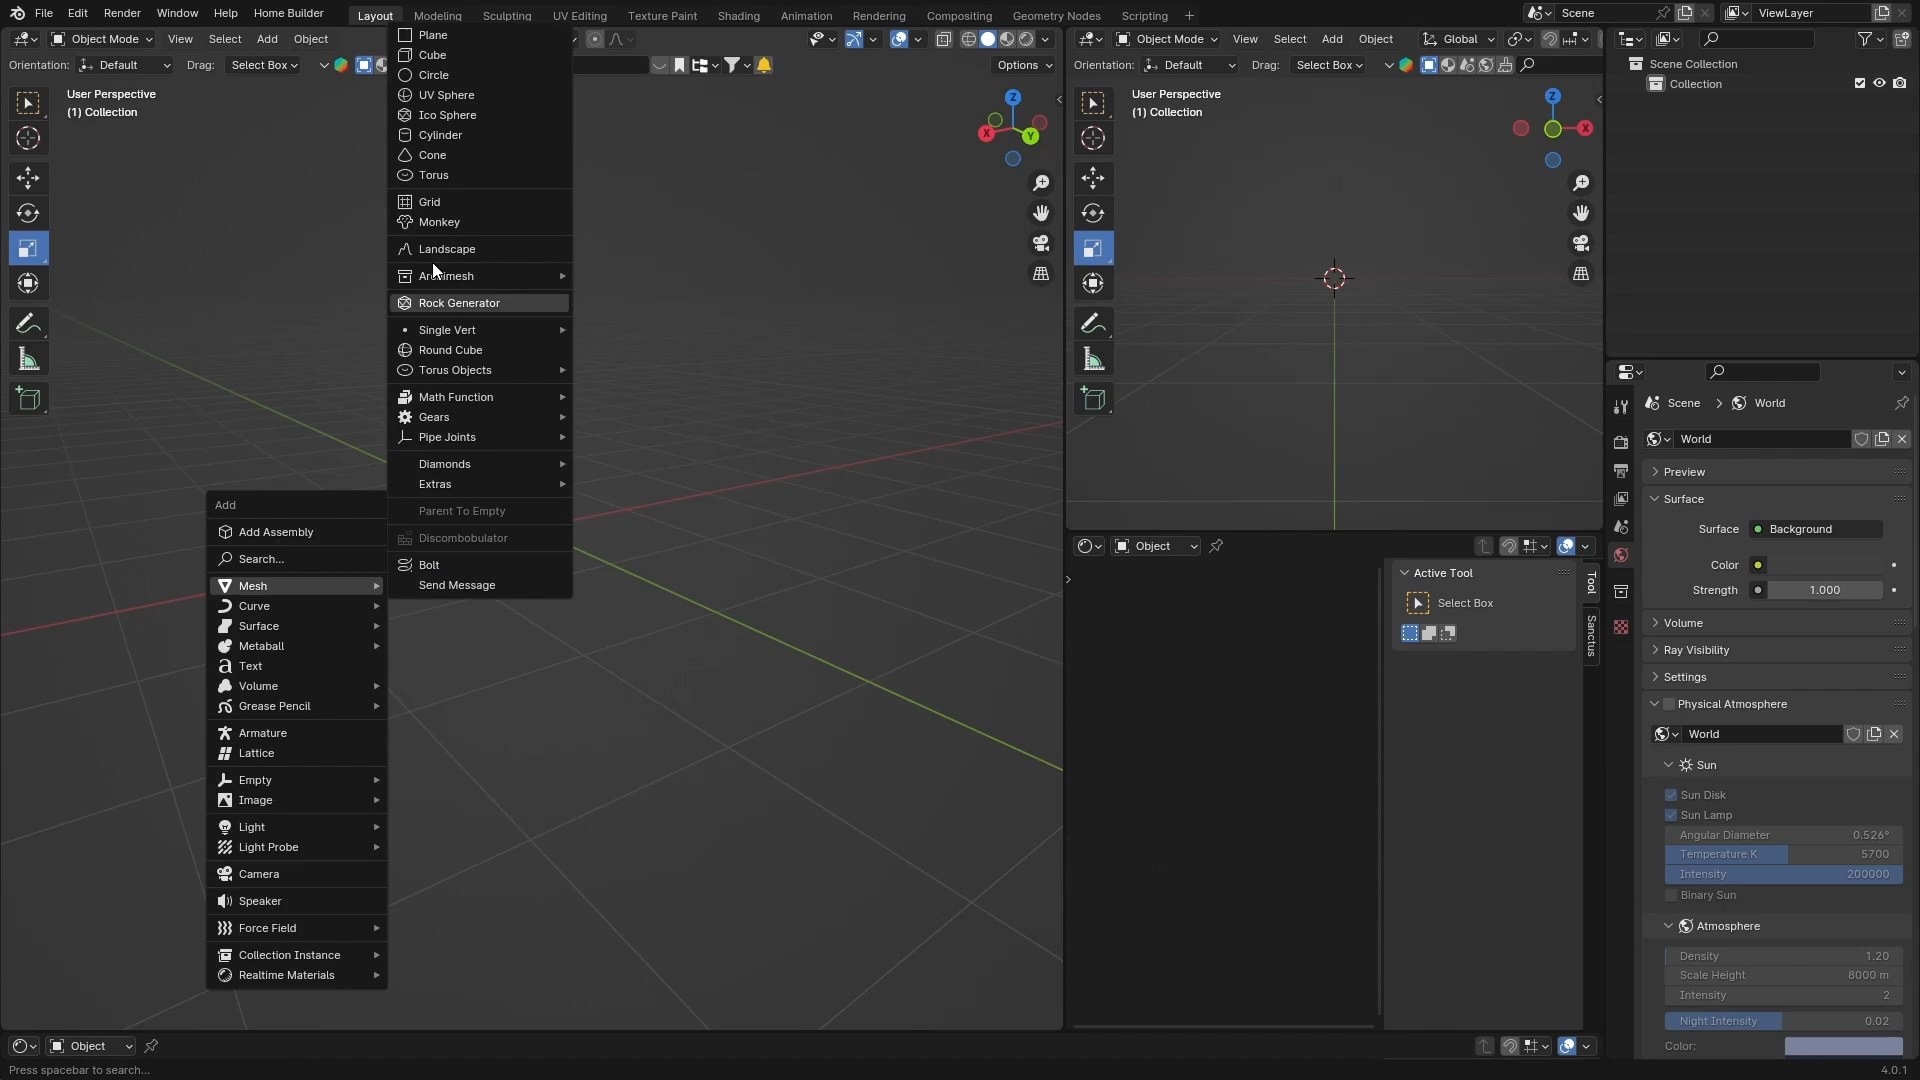 File Edit Render Window Help Home Builder Layout Modeling Sculpting UV Editing Texture Paint Shading Animation Rendering Compositing Geometry Nodes Scripting + Scene ViewLayer
Object Mode View Select Add Object
Orientation: Default Drag: Select Box Options
User Perspective
(1) Collection
Z
X
Y
Plane
Cube
Circle
UV Sphere
Ico Sphere
Cylinder
Cone
Torus
Grid
Monkey
Landscape
Rock Generator
Single Vert
Round Cube
Torus Objects
Math Function
Gears
Pipe Joints
Diamonds
Extras
Parent To Empty
Discombobulator
Bolt
Send Message
Add
Add Assembly
Search...
Mesh
Curve
Surface
Metaball
Text
Volume
Grease Pencil
Armature
Lattice
Empty
Image
Light
Light Probe
Camera
Speaker
Force Field
Collection Instance
Realtime Materials
Object
Press spacebar to search...
Object Mode View Select Add Object Global
Orientation: Default Drag: Select Box
User Perspective
(1) Collection
Z
X
Object
Active Tool
Select Box
Tool
Sanctus
Scene Collection
Collection
Scene > World
World
Preview
Surface
Surface Background
Color
Strength 1.000
Volume
Ray Visibility
Settings
Physical Atmosphere
World
Sun
Sun Disk
Sun Lamp
Angular Diameter 0.526°
Temperature K 5700
Intensity 200000
Binary Sun
Atmosphere
Density 1.20
Scale Height 8000 m
Intensity 2
Night Intensity 0.02
Color:
4.0.1